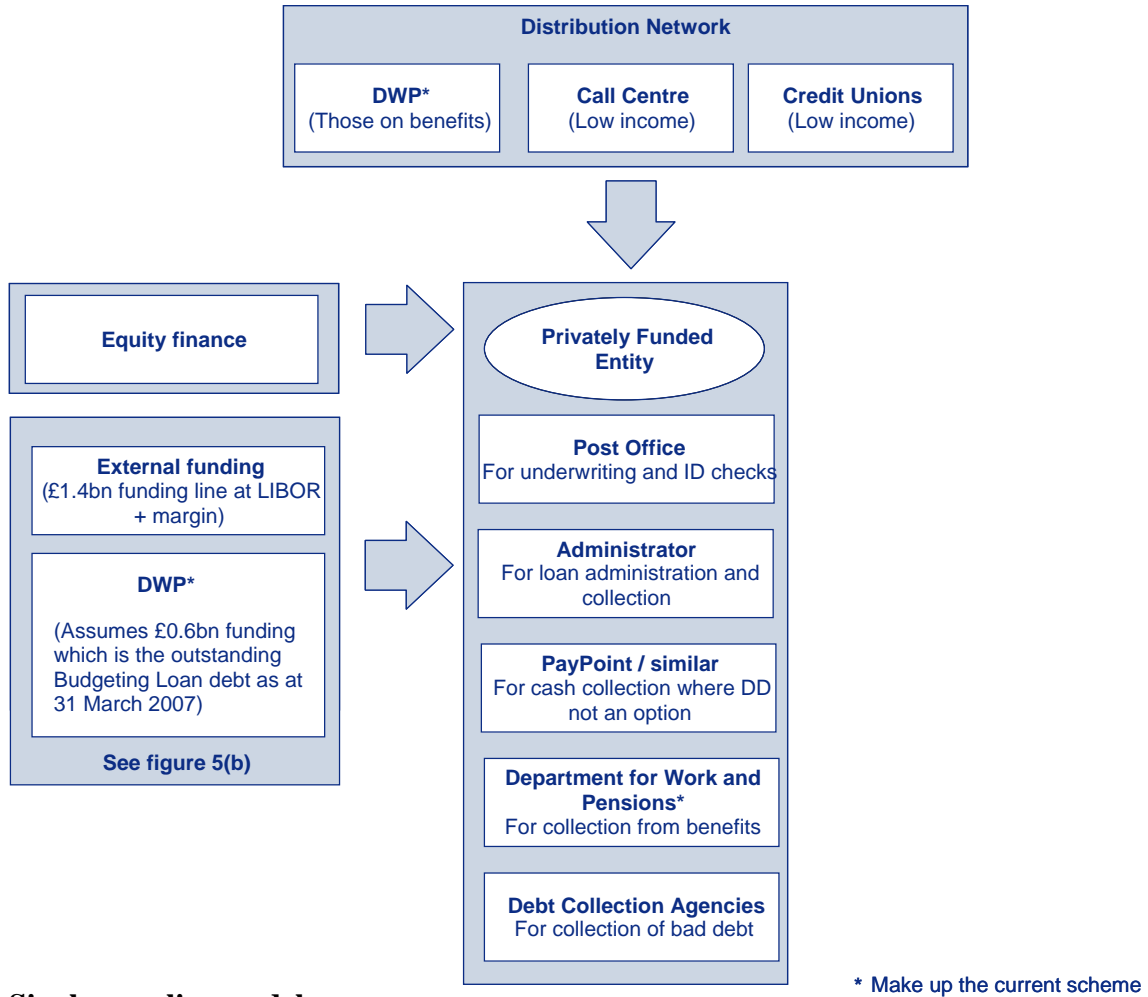 Distribution Network
DWP*
(Those on benefits)
Call Centre
(Low income)
Credit Unions
(Low income)
Equity finance
External funding
(£1.4bn funding line at LIBOR
+ margin)
DWP*
(Assumes £0.6bn funding
which is the outstanding
Budgeting Loan debt as at
31 March 2007)
See figure 5(b)
Privately Funded
Entity
Post Office
For underwriting and ID checks
Administrator
For loan administration and
collection
PayPoint / similar
For cash collection where DD
not an option
Department for Work and
Pensions*
For collection from benefits
Debt Collection Agencies
For collection of bad debt
* Make up the current scheme